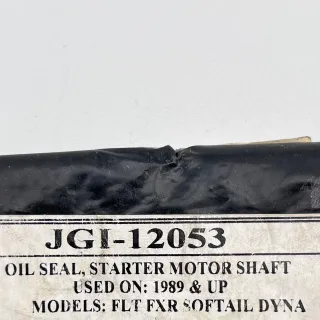 JGI-12053
OIL SEAL, STARTER MOTOR SHAFT
USED ON: 1989 & UP
MODELS: FLT FXR SOFTAIL DYNA